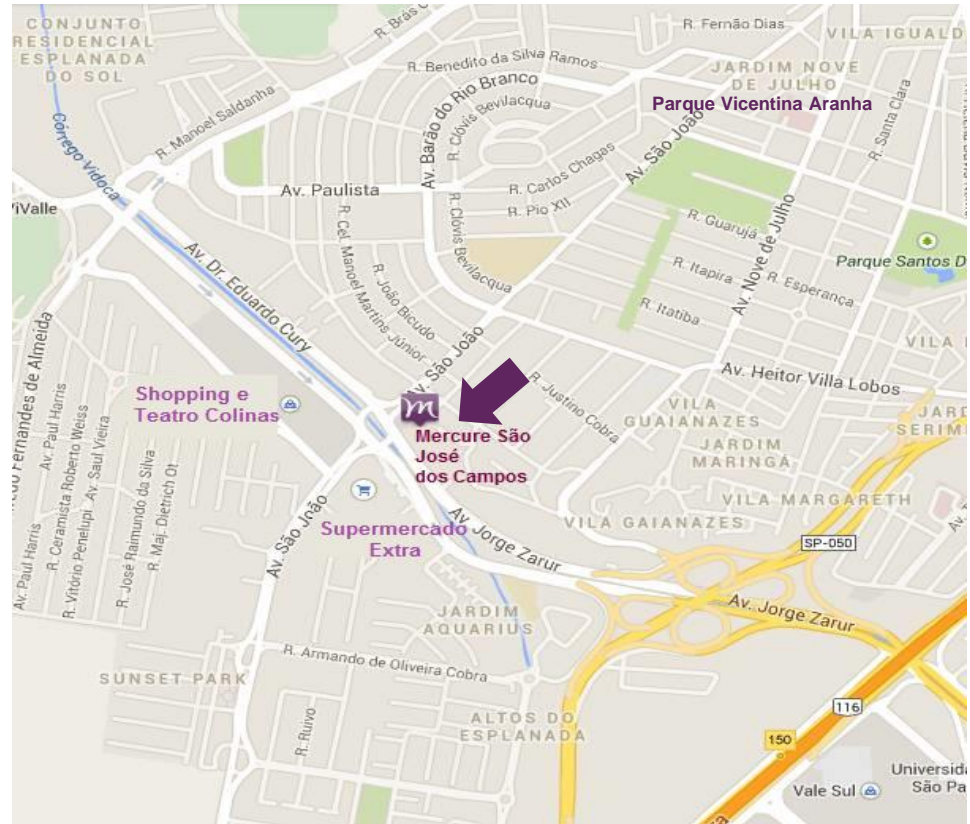 CONJUNTO
RESIDENCIAL
ESPLANADA
DO SOL
R. Brás C
R. Fernão Dias
VILA IGUALD
R. Benedito da Silva Ramos
JARDIM NOVE
DE JULHO
Av. Barão do Rio Branco
R. Clóvis Bevilacqua
Parque Vicentina Aranha
R. Santa Clara
R. Manoel Saldanha
Córrego Vidoca
Av. São João
R. Carlos Chagas
Av. Paulista
R. Pio XII
iValle
R. Clóvis Bevilacqua
R. Guarujá
Av. Nove de Julho
Parque Santos D
R. Cel. Manoel Martins Júnior
R. João Bicudo
R. Itapira
R. Esperança
R. Itatiba
Av. Dr. Eduardo Cury
Av. São João
VILA
Av. Heitor Villa Lobos
Fernandes de Almeida
Av. Paul Harris
Shopping e
Teatro Colinas
m
R. Justino Cobra
VILA
GUAIANAZES
JARD
SERIM
Mercure São
José
dos Campos
JARDIM
MARINGÁ
R. Ceramista Roberto Weiss
Av. Saul Vieira
R. Vitório Penelupi
Av. Paul Harris
R. José Raimundo da Silva
R. Maj. Dietrich Ot
Av. São João
Supermercado
Extra
VILA MARGARETH
VILA GAIANAZES
Av. Jorge Zarur
SP-050
Av. Jorge Zarur
JARDIM
AQUARIUS
R. Armando de Oliveira Cobra
SUNSET PARK
R. Ruivo
ALTOS DO
ESPLANADA
116
150
Vale Sul
Universida
São Pa